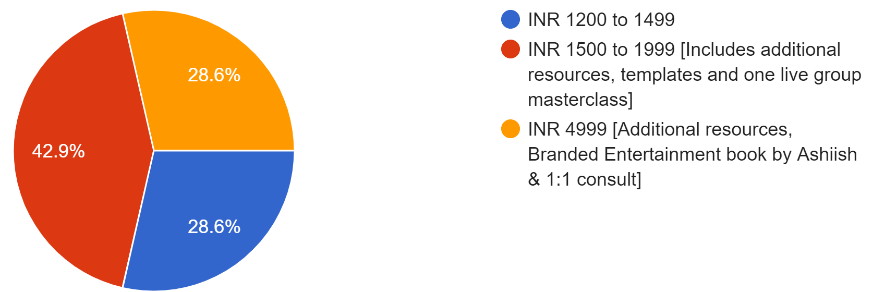 28.6%
42.9%
28.6%
INR 1200 to 1499
INR 1500 to 1999 [Includes additional
resources, templates and one live group
masterclass]
INR 4999 [Additional resources,
Branded Entertainment book by Ashiish
& 1:1 consult]